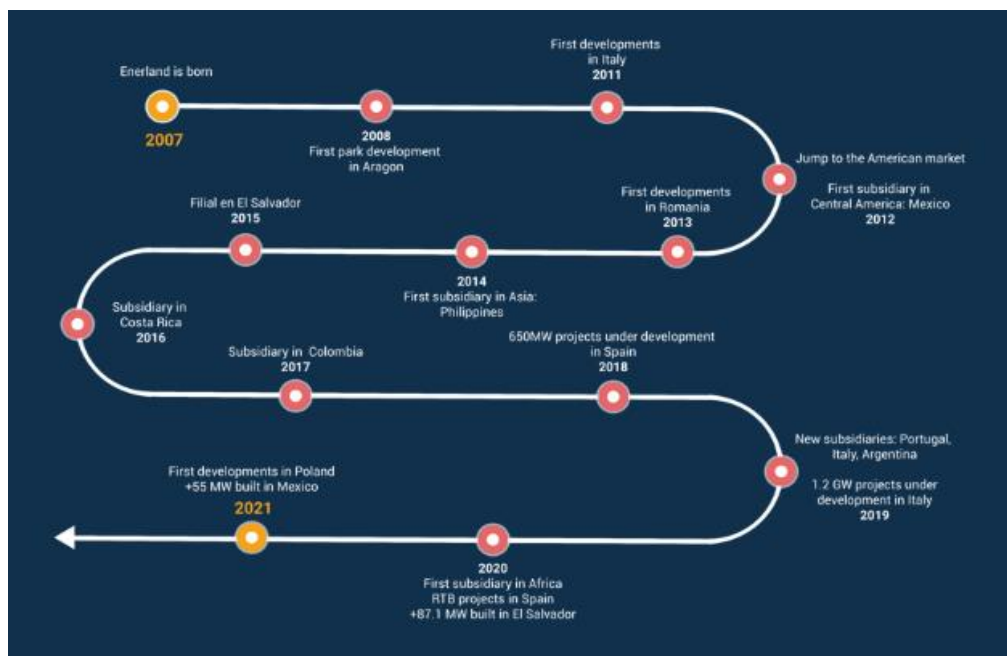 Enerland is born
2007
2008
First park development
in Aragon
First developments
in Italy
2011
Jump to the American market
First subsidiary in
Central America: Mexico
2012
First developments
in Romania
2013
2014
First subsidiary in Asia:
Philippines
Filial en El Salvador
2015
Subsidiary in
Costa Rica
2016
Subsidiary in Colombia
2017
650MW projects under development
in Spain
2018
New subsidiaries: Portugal,
Italy, Argentina
1.2 GW projects under
development in Italy
2019
2020
First subsidiary in Africa
RTB projects in Spain
+87.1 MW built in El Salvador
First developments in Poland
+55 MW built in Mexico
2021